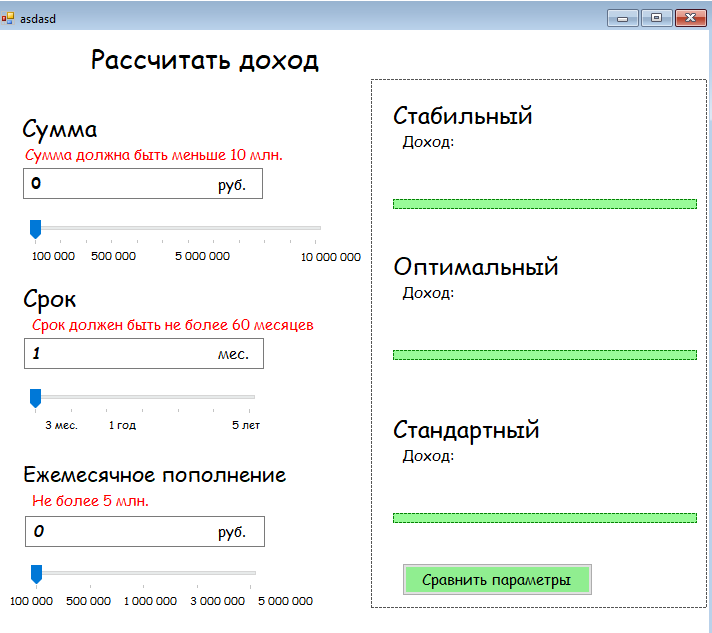 asdasd
Рассчитать доход
Сумма
Сумма должна быть меньше 10 млн.
0 руб.
100 000 500 000 5 000 000 10 000 000
Срок
Срок должен быть не более 60 месяцев
1 мес.
3 мес. 1 год 5 лет
Ежемесячное пополнение
Не более 5 млн.
0 руб.
100 000 500 000 1 000 000 3 000 000 5 000 000
Стабильный
Доход:
Оптимальный
Доход:
Стандартный
Доход:
Сравнить параметры